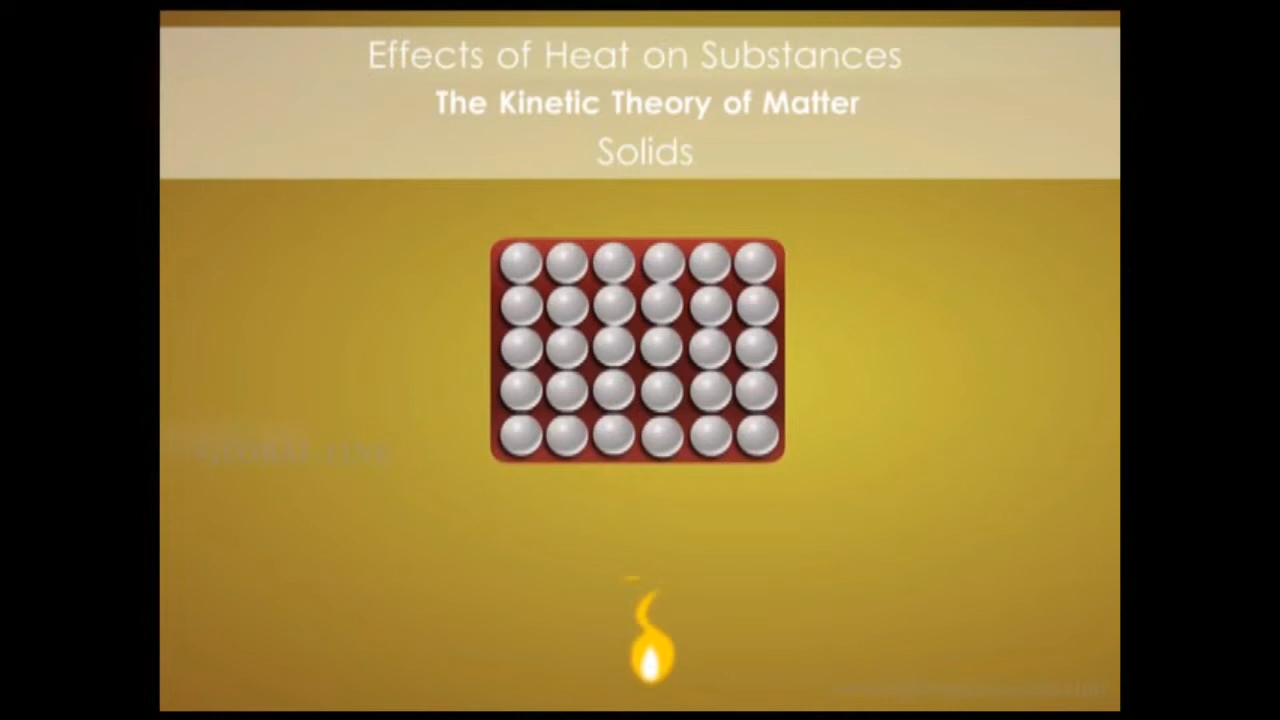 Effects of Heat on Substances
The Kinetic Theory of Matter
Solids